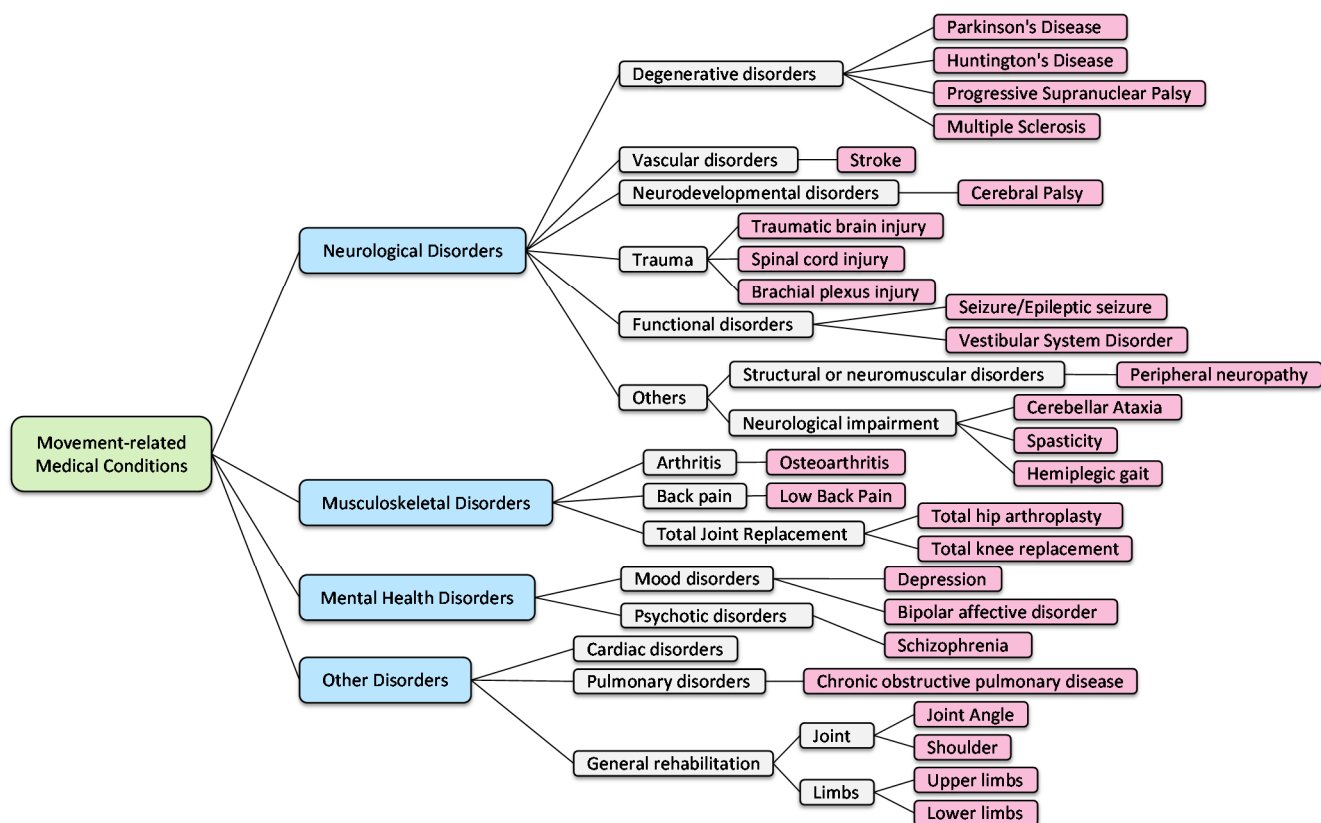 Parkinson's Disease
Huntington's Disease
Degenerative disorders
Progressive Supranuclear Palsy
Multiple Sclerosis
Vascular disorders
Stroke
Neurodevelopmental disorders
Cerebral Palsy
Traumatic brain injury
Neurological Disorders
Trauma
Spinal cord injury
Brachial plexus injury
Seizure/Epileptic seizure
Functional disorders
Vestibular System Disorder
Structural or neuromuscular disorders
Peripheral neuropathy
Others
Cerebellar Ataxia
Neurological impairment
Spasticity
Hemiplegic gait
Movement-related
Medical Conditions
Arthritis
Osteoarthritis
Musculoskeletal Disorders
Back pain
Low Back Pain
Total hip arthroplasty
Total Joint Replacement
Total knee replacement
Mood disorders
Depression
Mental Health Disorders
Bipolar affective disorder
Psychotic disorders
Schizophrenia
Cardiac disorders
Other Disorders
Pulmonary disorders
Chronic obstructive pulmonary disease
Joint Angle
Joint
Shoulder
General rehabilitation
Upper limbs
Limbs
Lower limbs